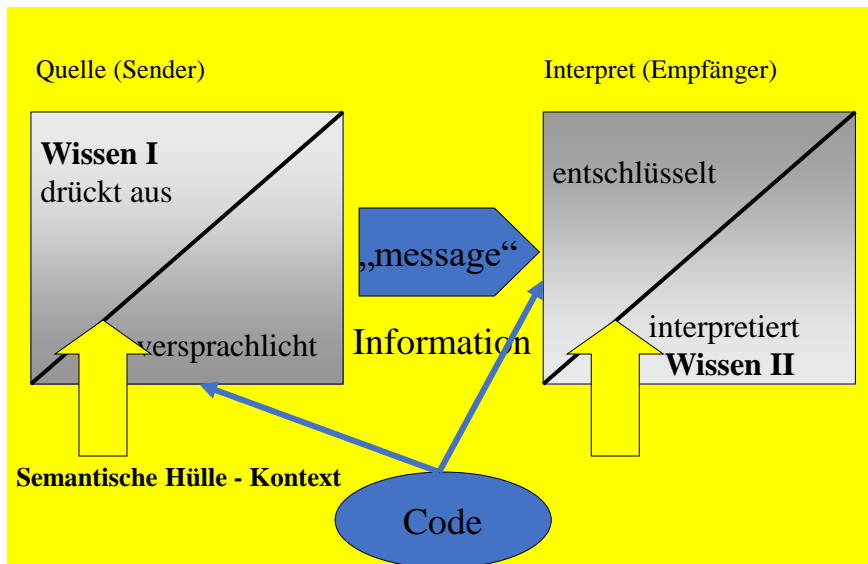 Quelle (Sender)
Interpret (Empfänger)
Wissen I
drückt aus
versprachlicht
„message“
Information
entschlüsselt
interpretiert
Wissen II
Semantische Hülle - Kontext
Code